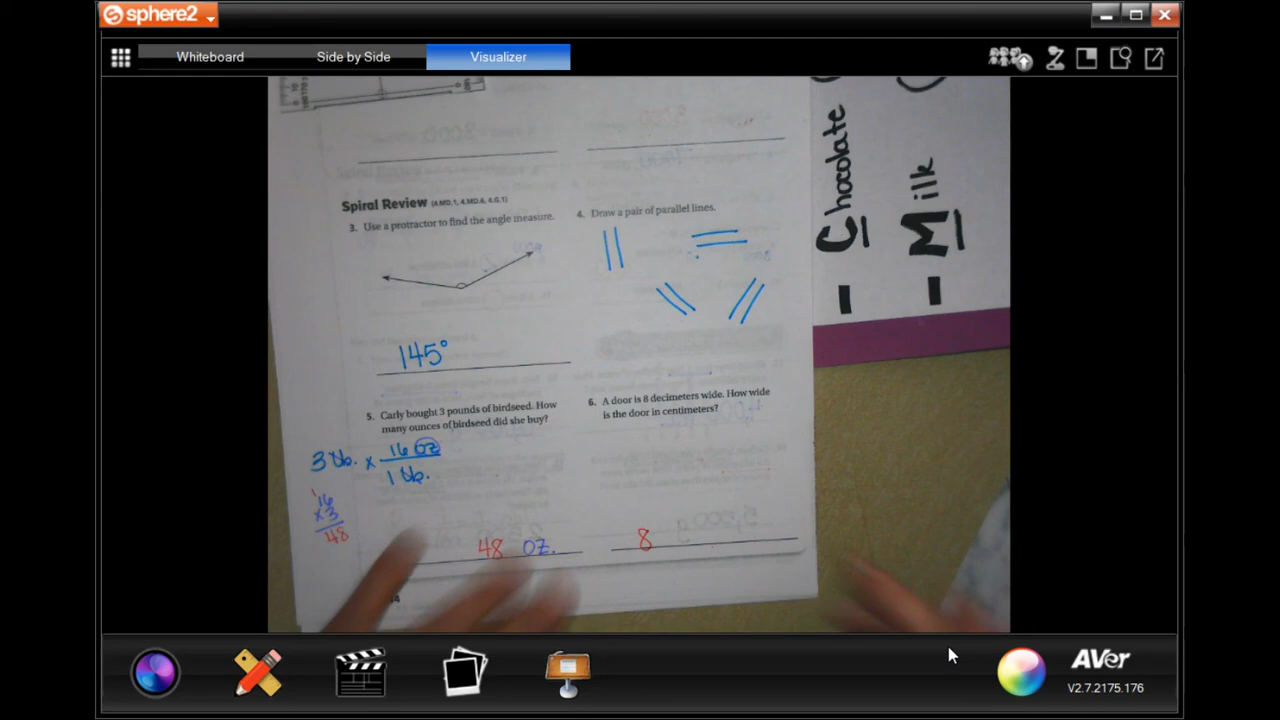 sphere2
Whiteboard
Side by Side
Visualizer
Spiral Review (4.MD.1, 4.MD.6, 4.G.1)
3. Use a protractor to find the angle measure.
145°
4. Draw a pair of parallel lines.
5. Carly bought 3 pounds of birdseed. How
many ounces of birdseed did she buy?
3 lb. x 16 oz
1 lb.
1
16
x3
48
48 oz.
6. A door is 8 decimeters wide. How wide
is the door in centimeters?
8
- Chocolate
- Milk
AVer
V2.7.2175.176